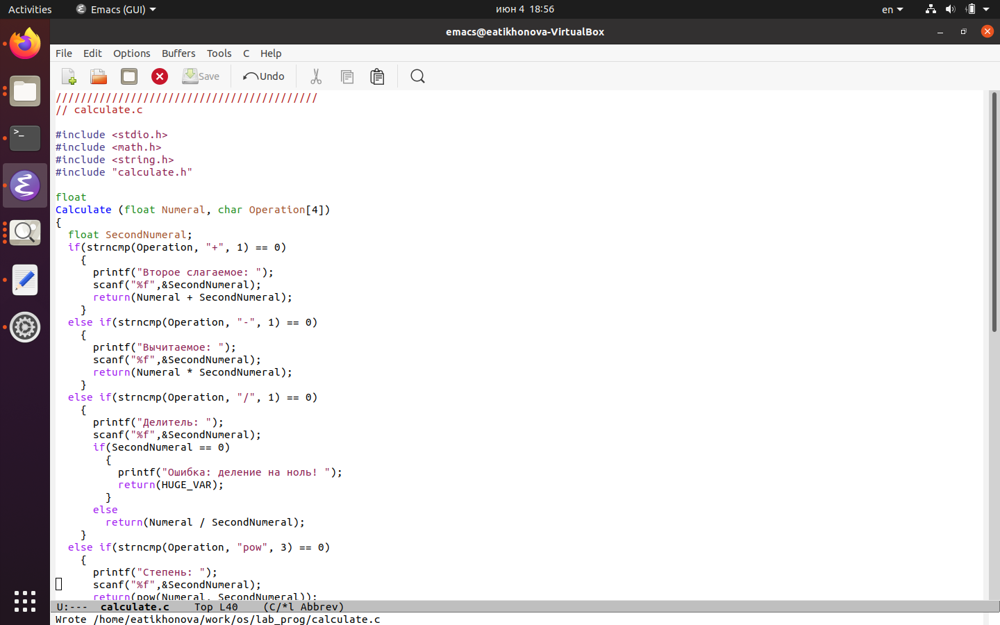 Activities Emacs (GUI) июн 4 18:56 en
emacs@eatikhonova-VirtualBox
File Edit Options Buffers Tools C Help
Save Undo
//////////////////////////////////////////
// calculate.c
#include <stdio.h>
#include <math.h>
#include <string.h>
#include "calculate.h"
float
Calculate (float Numeral, char Operation[4])
{
float SecondNumeral;
if(strncmp(Operation, "+", 1) == 0)
{
printf("Второе слагаемое: ");
scanf("%f",&SecondNumeral);
return(Numeral + SecondNumeral);
}
else if(strncmp(Operation, "-", 1) == 0)
{
printf("Вычитаемое: ");
scanf("%f",&SecondNumeral);
return(Numeral * SecondNumeral);
}
else if(strncmp(Operation, "/", 1) == 0)
{
printf("Делитель: ");
scanf("%f",&SecondNumeral);
if(SecondNumeral == 0)
{
printf("Ошибка: деление на ноль! ");
return(HUGE_VAR);
}
else
return(Numeral / SecondNumeral);
}
else if(strncmp(Operation, "pow", 3) == 0)
{
printf("Степень: ");
scanf("%f",&SecondNumeral);
return(pow(Numeral, SecondNumeral));
U:--- calculate.c Top L40 (C/*l Abbrev)
Wrote /home/eatikhonova/work/os/lab_prog/calculate.c